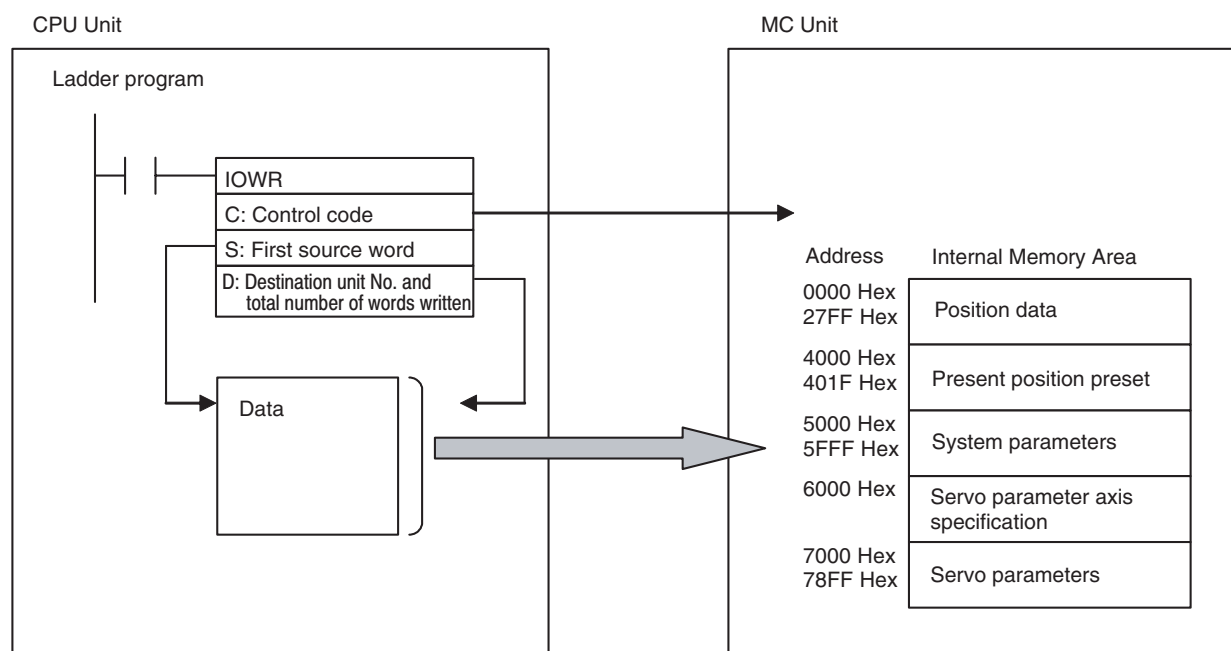 CPU Unit
MC Unit
Ladder program
IOWR
C: Control code
S: First source word
D: Destination unit No. and
total number of words written
Data
Address
Internal Memory Area
0000 Hex
27FF Hex
Position data
4000 Hex
401F Hex
Present position preset
5000 Hex
5FFF Hex
System parameters
6000 Hex
Servo parameter axis
specification
7000 Hex
78FF Hex
Servo parameters